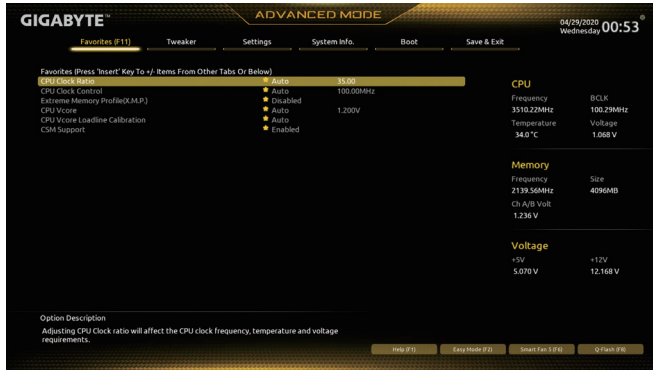 GIGABYTE™
ADVANCED MODE
04/29/2020
Wednesday 00:53
Favorites (F11) Tweaker Settings System Info. Boot Save & Exit
Favorites (Press 'Insert' Key To +/- Items From Other Tabs Or Below)
CPU Clock Ratio Auto 35.00
CPU Clock Control Auto 100.00MHz
Extreme Memory Profile(X.M.P.) Disabled
CPU Vcore Auto 1.200V
CPU Vcore Loadline Calibration Auto
CSM Support Enabled
CPU
Frequency BCLK
3510.22MHz 100.29MHz
Temperature Voltage
34.0 °C 1.068 V
Memory
Frequency Size
2139.56MHz 4096MB
Ch A/B Volt
1.236 V
Voltage
+5V +12V
5.070 V 12.168 V
Option Description
Adjusting CPU Clock ratio will affect the CPU clock frequency, temperature and voltage
requirements.
Help (F1) Easy Mode (F2) Smart Fan 5 (F6) Q-Flash (F8)